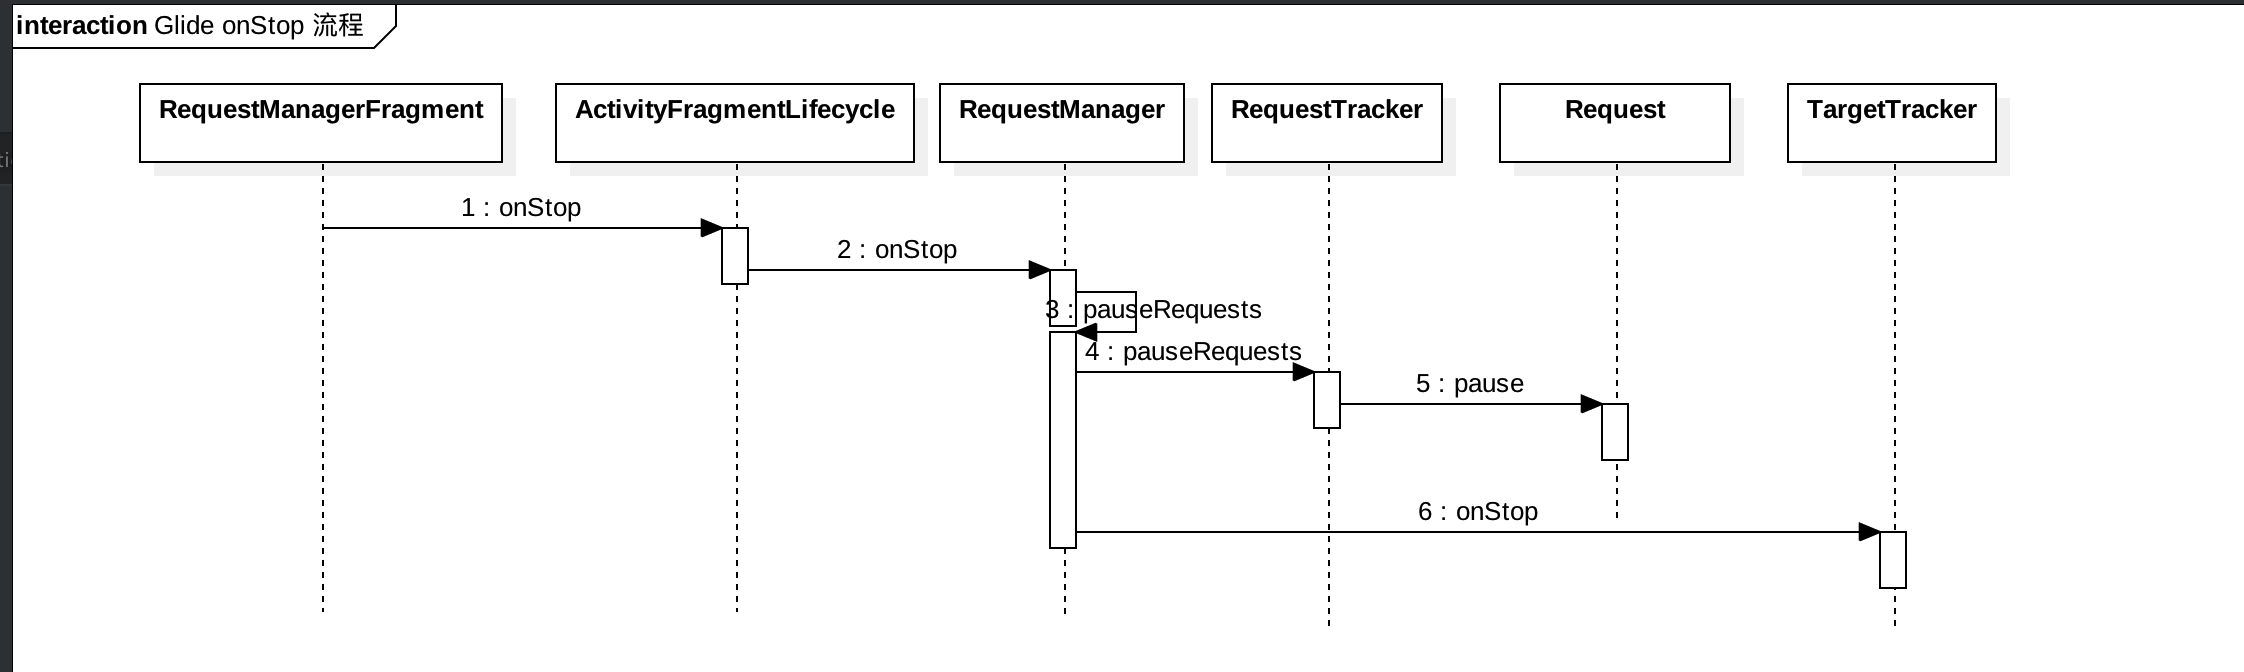 interaction Glide onStop 流程
RequestManagerFragment
ActivityFragmentLifecycle
RequestManager
RequestTracker
Request
TargetTracker
1 : onStop
2 : onStop
3 : pauseRequests
4 : pauseRequests
5 : pause
6 : onStop